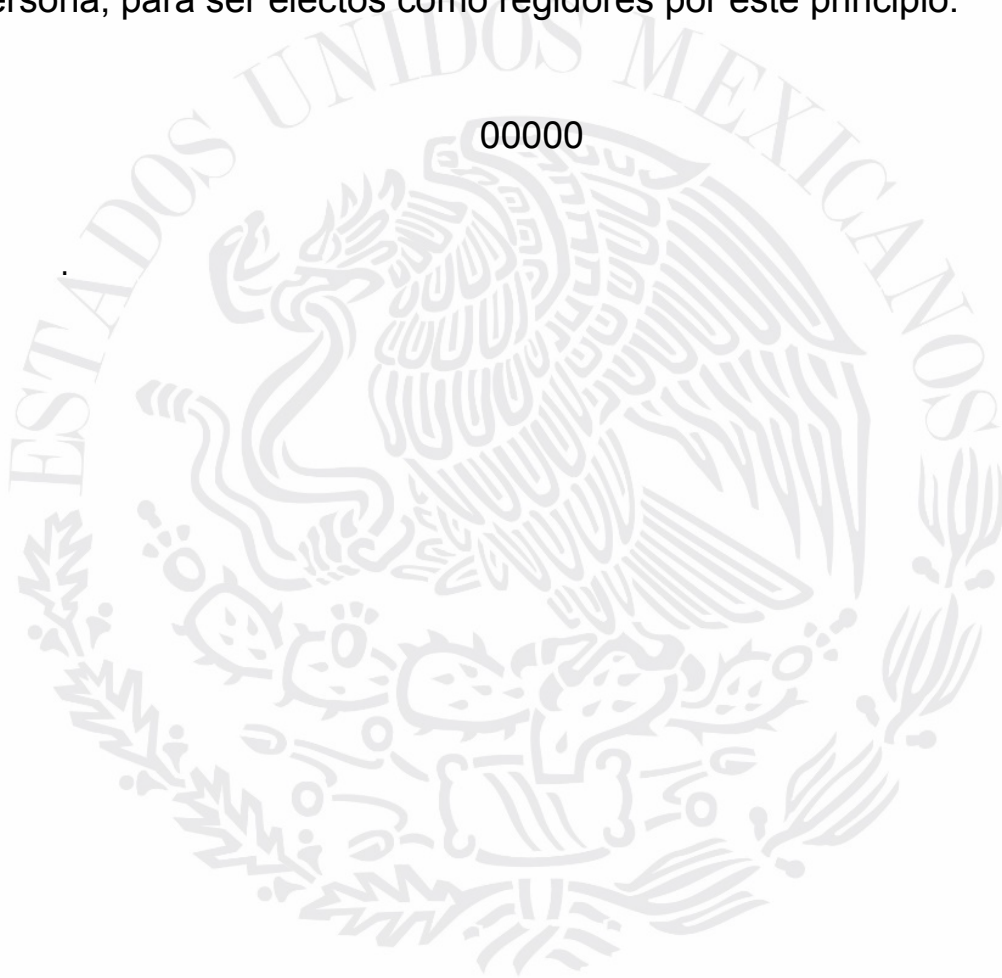 ersona, para ser electos como regidores por este principio.
00000
.
ESTADOS UNIDOS MEXICANOS